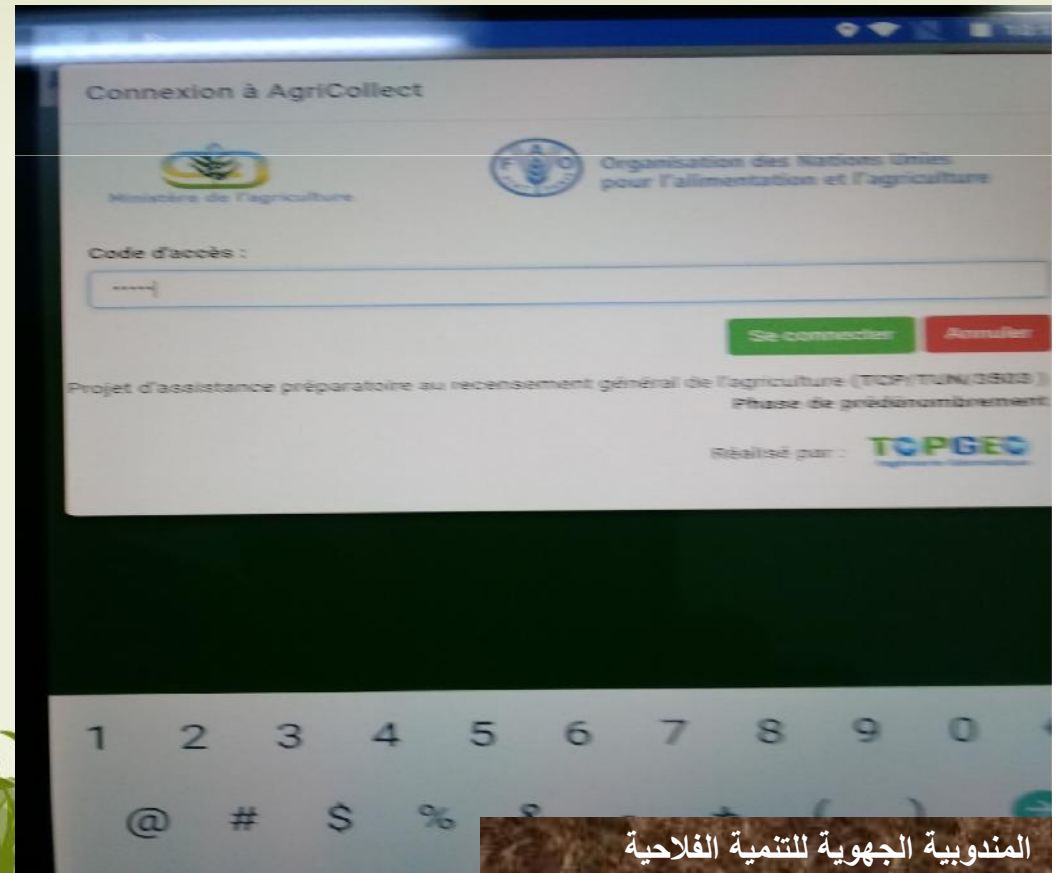 Connexion à AgriCollect
Ministère de l'agriculture
F A O
Organisation des Nations Unies
pour l'alimentation et l'agriculture
Code d'accès :
•••••
Se connecter Annuler
Projet d'assistance préparatoire au recensement général de l'agriculture (TCP/TUN/3503 )
Phase de prédénombrement
Réalisé par : TOPGEO
1 2 3 4 5 6 7 8 9 0
@ # $ % & - + ( )
المندوبية الجهوية للتنمية الفلاحية